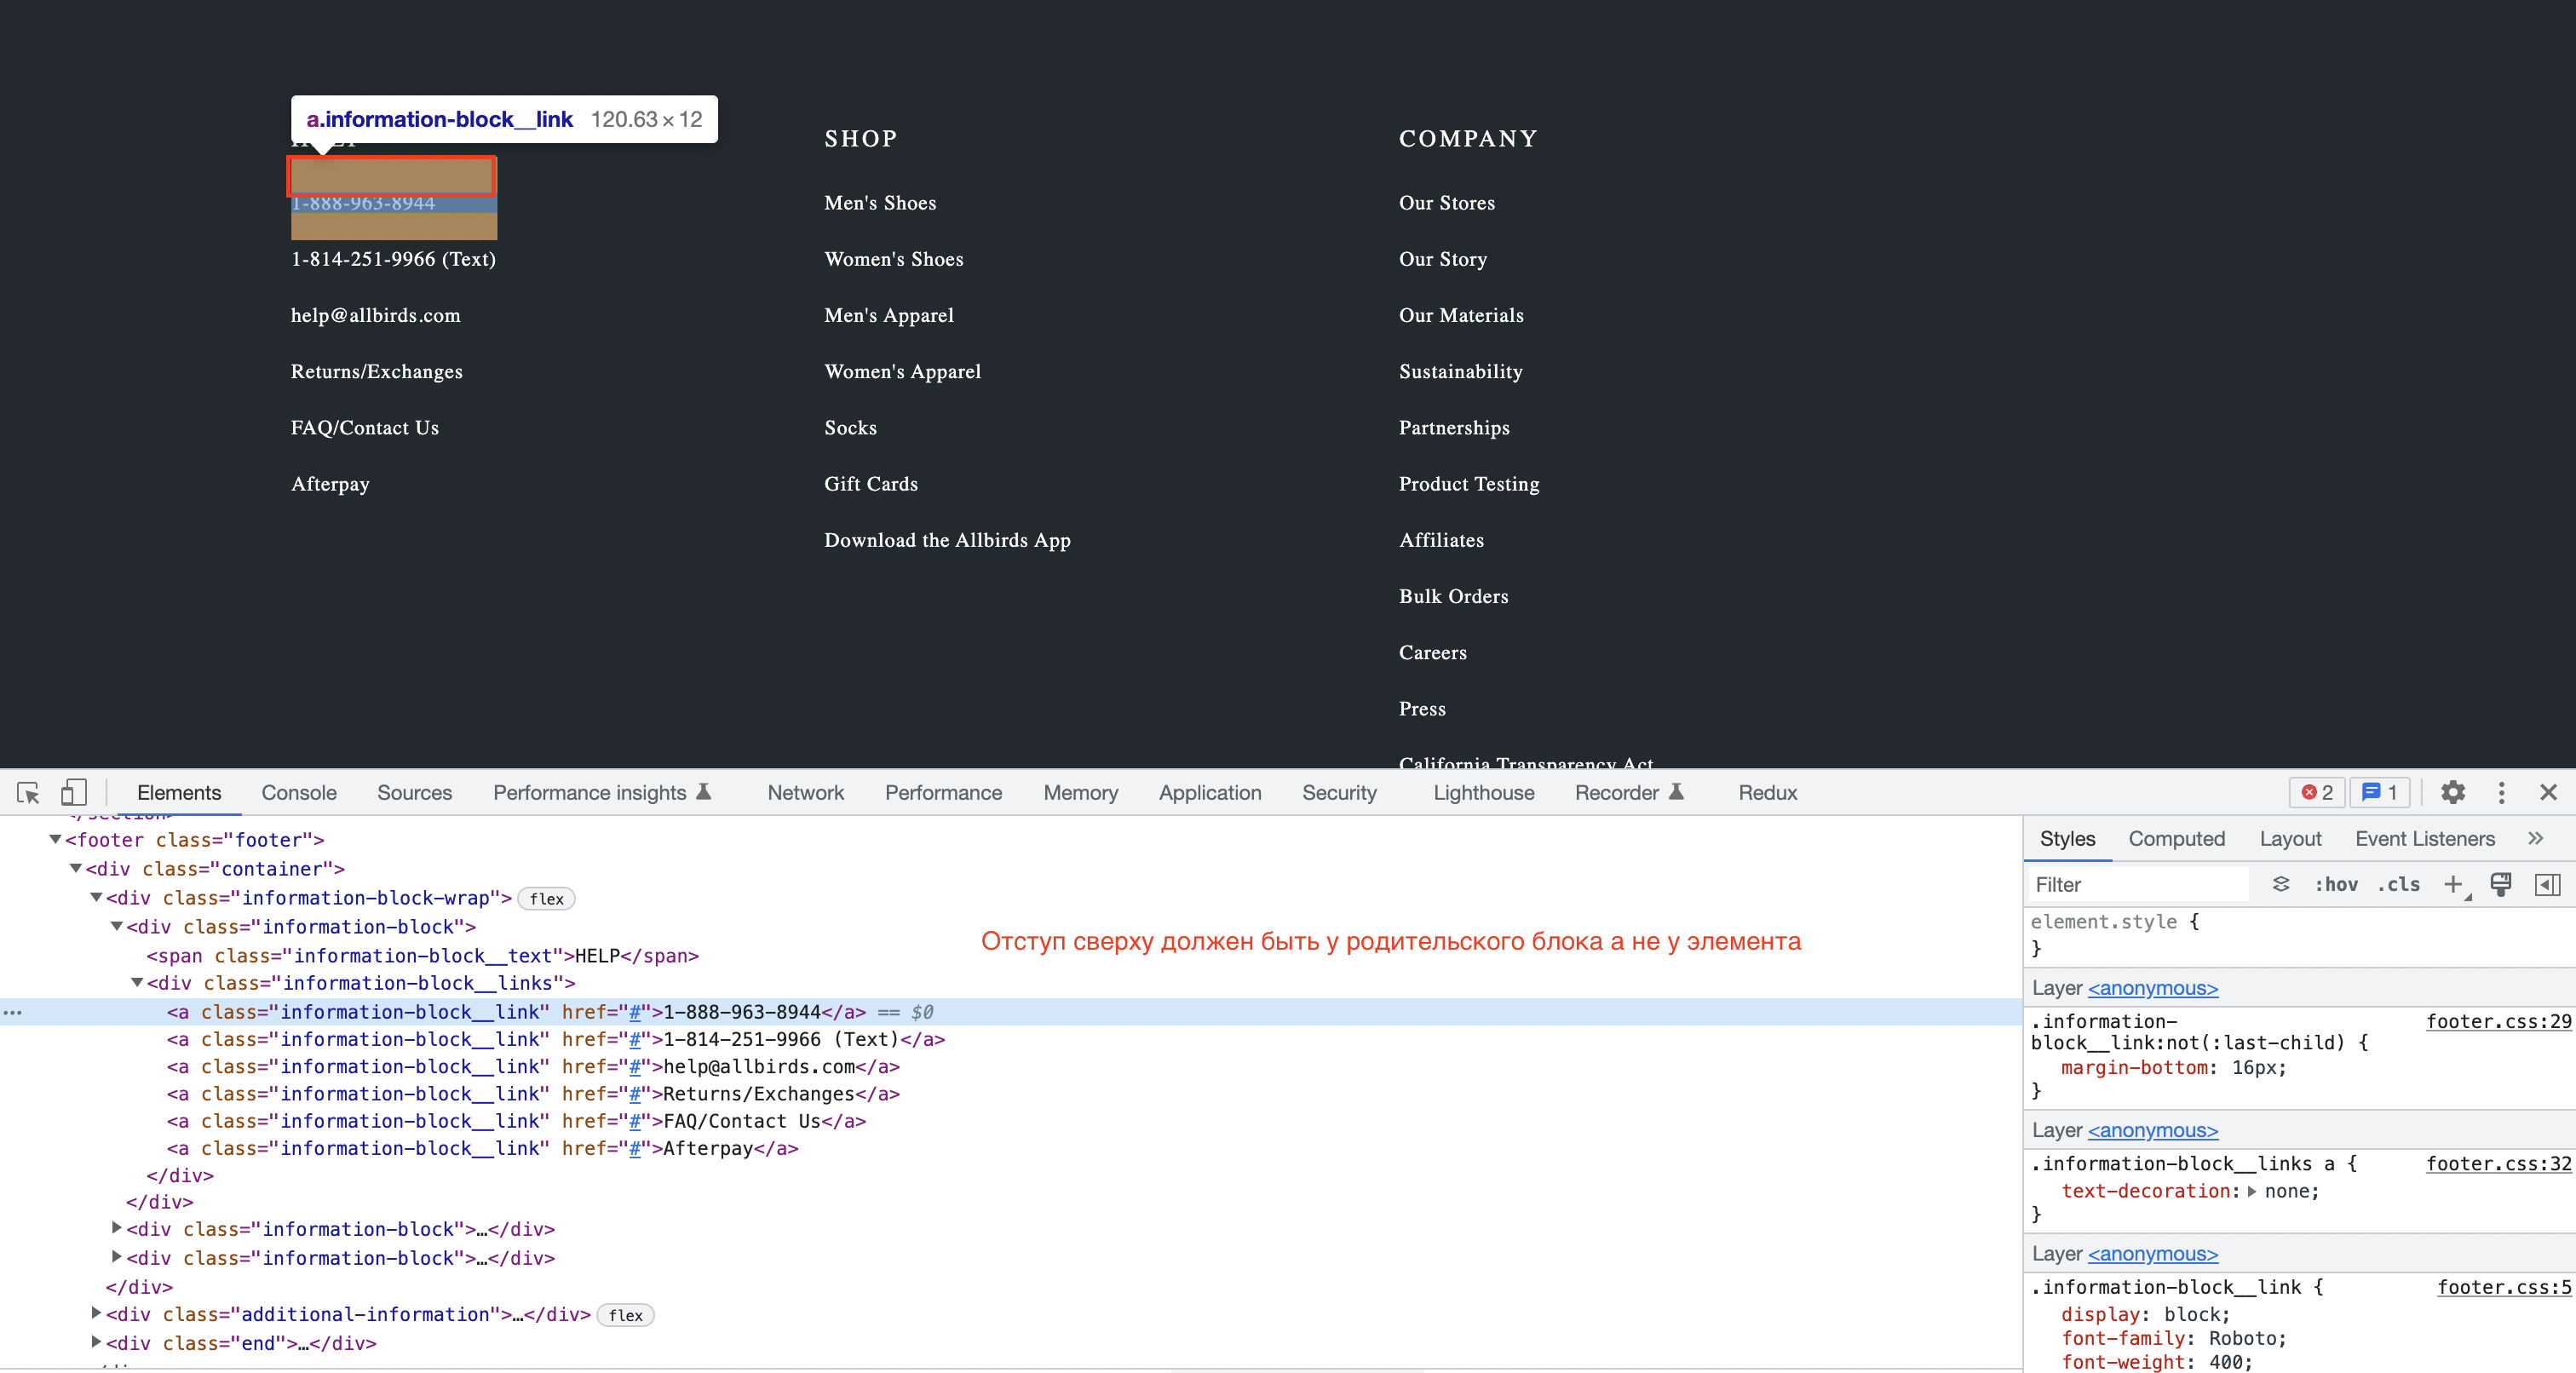 a.information-block__link 120.63 × 12
SHOP
COMPANY
1-888-963-8944
Men's Shoes
Our Stores
1-814-251-9966 (Text)
Women's Shoes
Our Story
help@allbirds.com
Men's Apparel
Our Materials
Returns/Exchanges
Women's Apparel
Sustainability
FAQ/Contact Us
Socks
Partnerships
Afterpay
Gift Cards
Product Testing
Download the Allbirds App
Affiliates
Bulk Orders
Careers
Press
California Transparency Act
Elements Console Sources Performance insights Network Performance Memory Application Security Lighthouse Recorder Redux 2 1
</section>
<footer class="footer">
<div class="container">
<div class="information-block-wrap"> flex
<div class="information-block">
<span class="information-block__text">HELP</span>
<div class="information-block__links">
<a class="information-block__link" href="#">1-888-963-8944</a> == $0
<a class="information-block__link" href="#">1-814-251-9966 (Text)</a>
<a class="information-block__link" href="#">help@allbirds.com</a>
<a class="information-block__link" href="#">Returns/Exchanges</a>
<a class="information-block__link" href="#">FAQ/Contact Us</a>
<a class="information-block__link" href="#">Afterpay</a>
</div>
</div>
<div class="information-block">…</div>
<div class="information-block">…</div>
</div>
<div class="additional-information">…</div> flex
<div class="end">…</div>
Отступ сверху должен быть у родительского блока а не у элемента
Styles Computed Layout Event Listeners
Filter :hov .cls
element.style {
}
Layer <anonymous>
.information- footer.css:29
block__link:not(:last-child) {
margin-bottom: 16px;
}
Layer <anonymous>
.information-block__links a { footer.css:32
text-decoration: none;
}
Layer <anonymous>
.information-block__link { footer.css:5
display: block;
font-family: Roboto;
font-weight: 400;